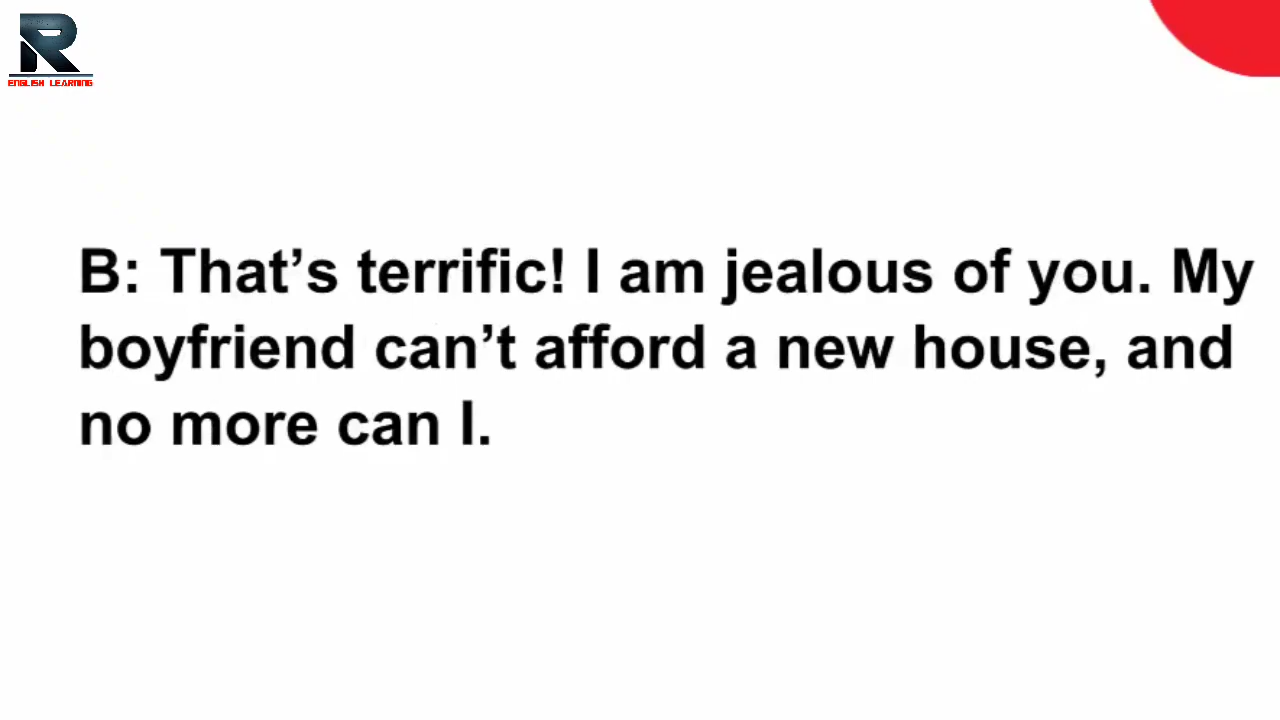 ENGLISH LEARNING
B: That’s terrific! I am jealous of you. My
boyfriend can’t afford a new house, and
no more can I.